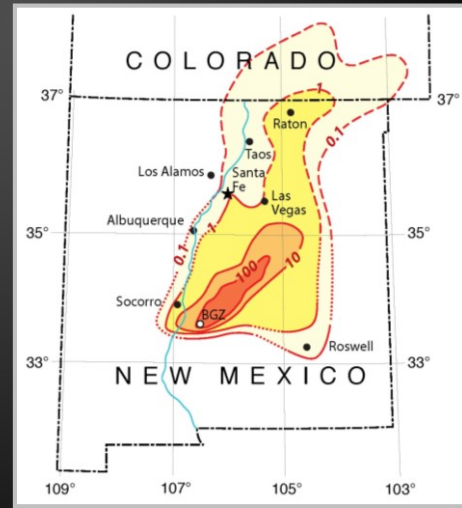 COLORADO
37°
37°
1
Raton
0.1
Taos
Los Alamos
Santa
Fe
Las
Vegas
Albuquerque
1
35°
35°
0.1
100
10
Socorro
BGZ
Roswell
33°
33°
NEW MEXICO
109°
107°
105°
103°